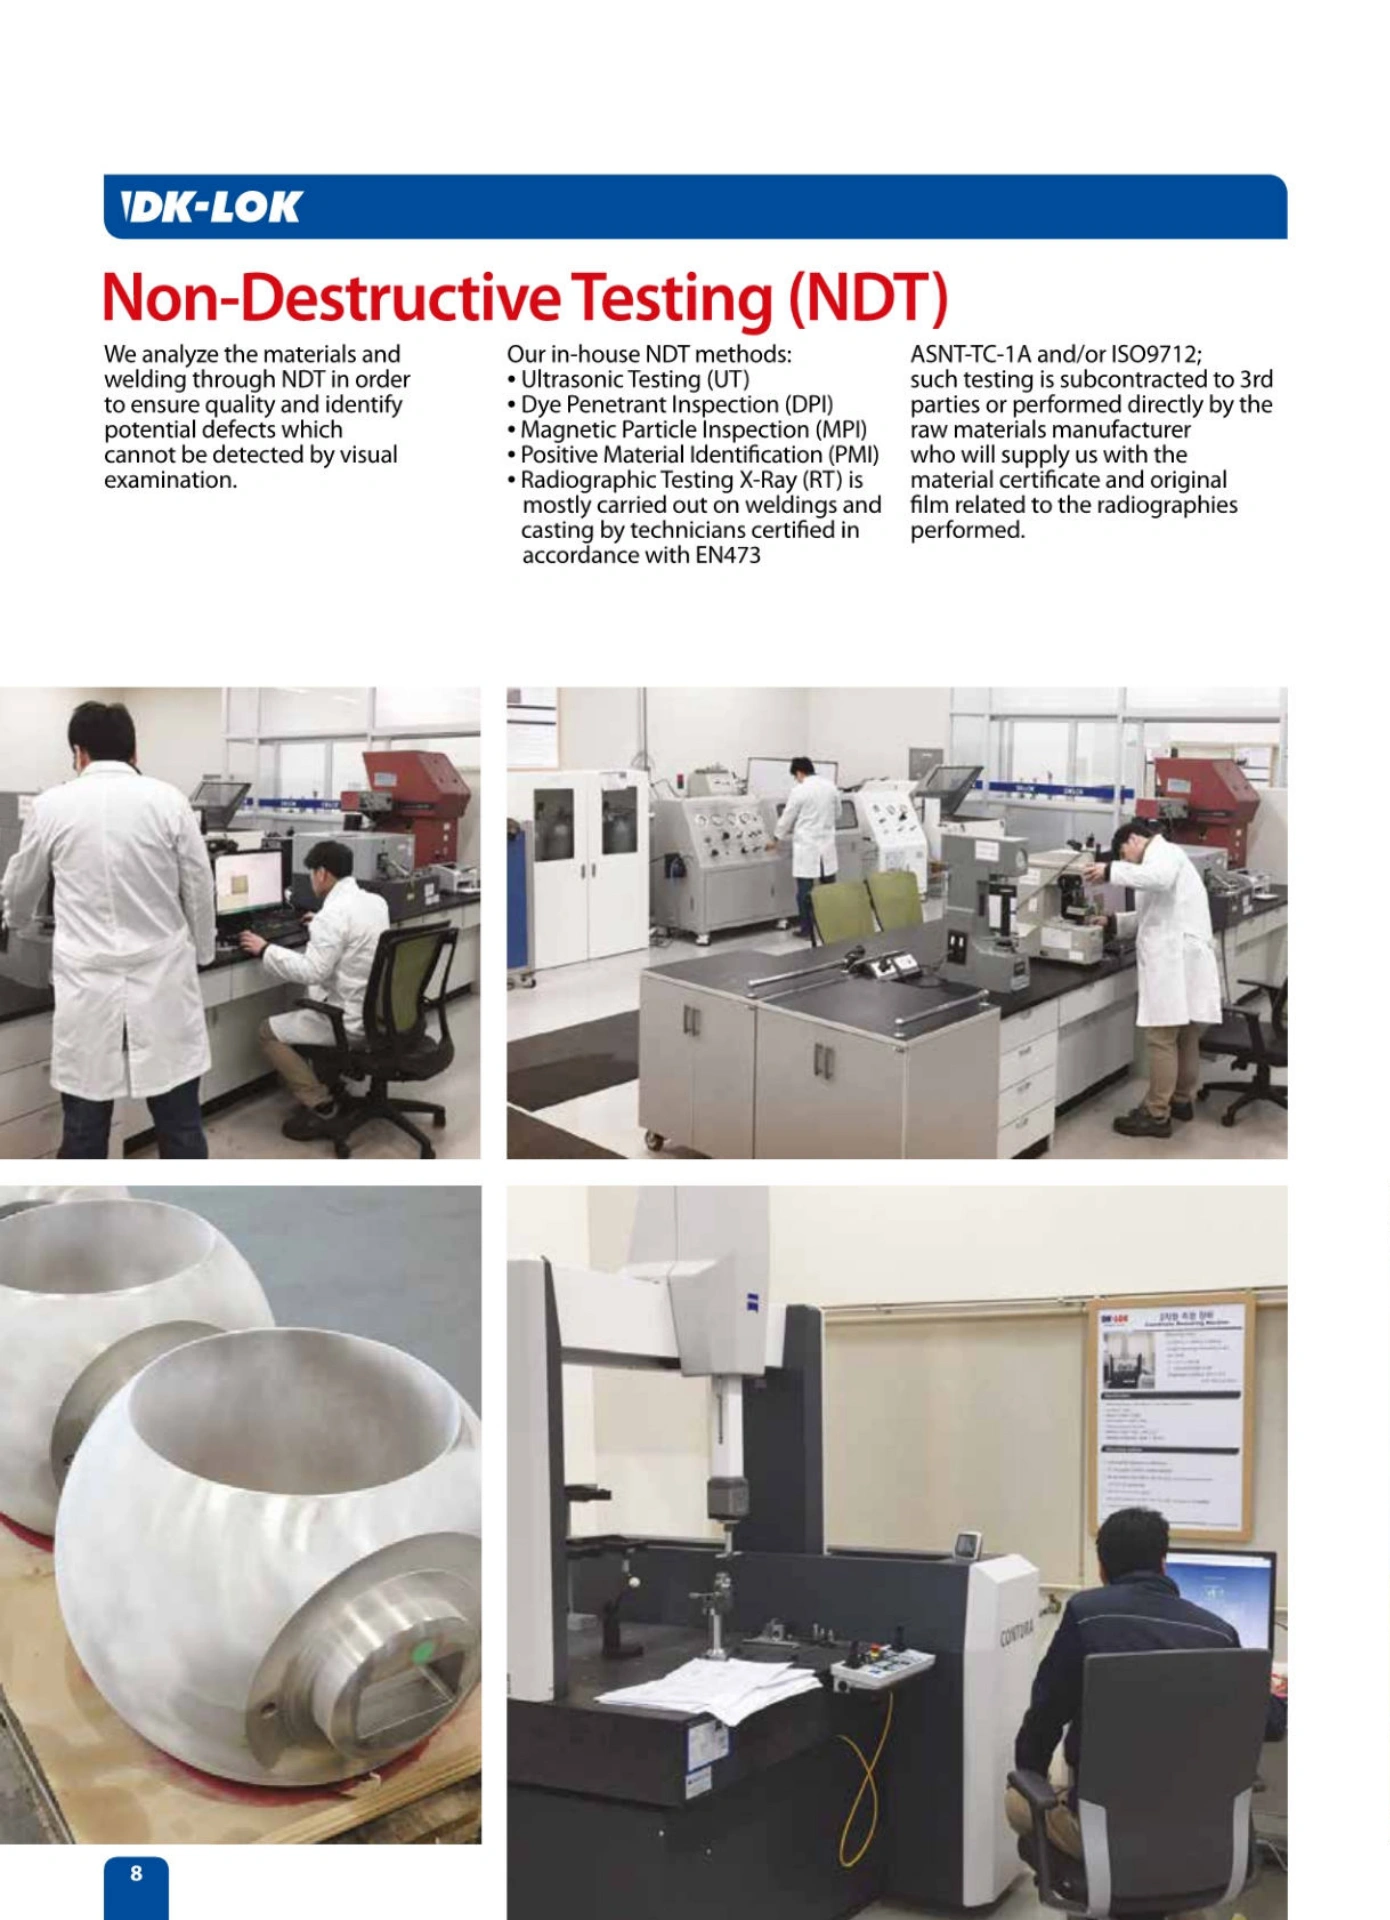 DK-LOK
Non-Destructive Testing (NDT)
We analyze the materials and
welding through NDT in order
to ensure quality and identify
potential defects which
cannot be detected by visual
examination.
Our in-house NDT methods:
• Ultrasonic Testing (UT)
• Dye Penetrant Inspection (DPI)
• Magnetic Particle Inspection (MPI)
• Positive Material Identification (PMI)
• Radiographic Testing X-Ray (RT) is
mostly carried out on weldings and
casting by technicians certified in
accordance with EN473
ASNT-TC-1A and/or ISO9712;
such testing is subcontracted to 3rd
parties or performed directly by the
raw materials manufacturer
who will supply us with the
material certificate and original
film related to the radiographies
performed.
DK-LOK
CONTURA
8